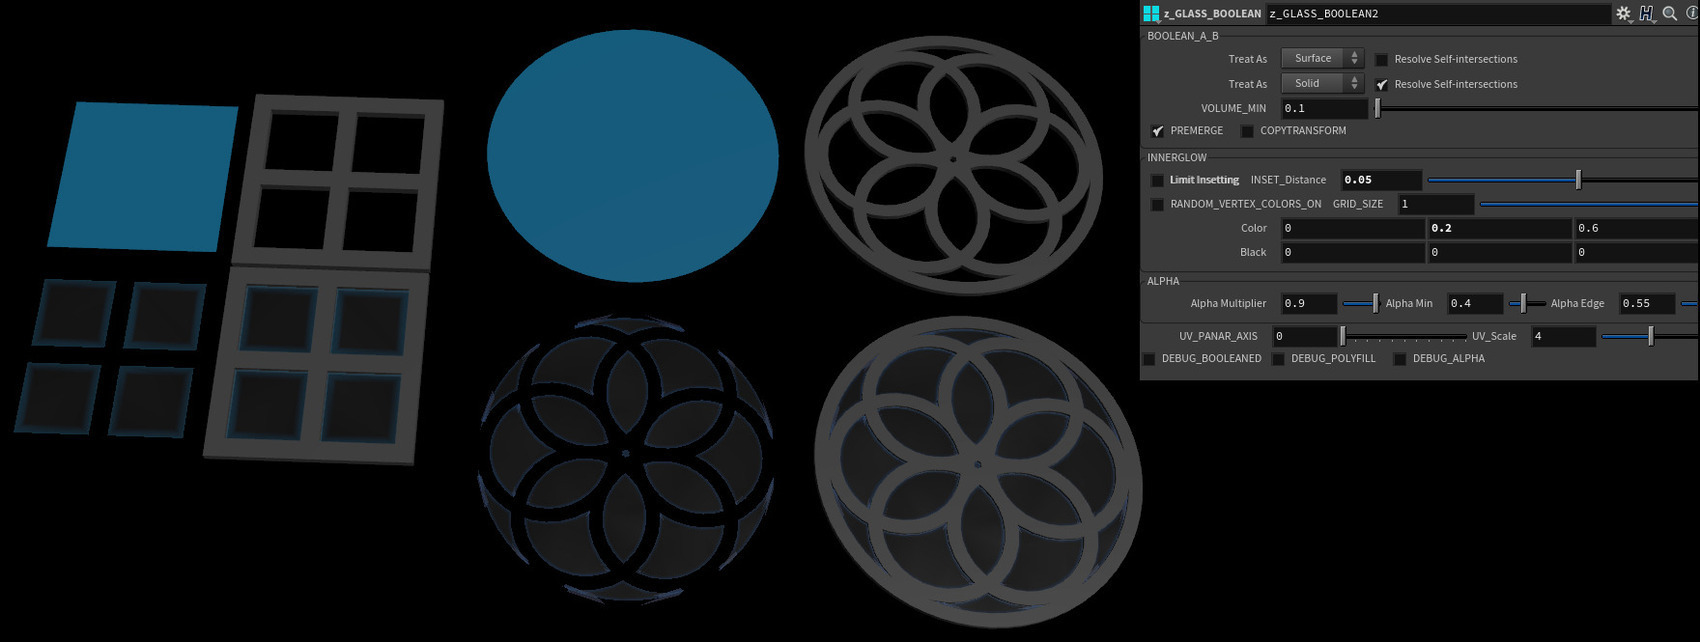 z_GLASS_BOOLEAN z_GLASS_BOOLEAN2
BOOLEAN_A_B
Treat As Surface Resolve Self-intersections
Treat As Solid Resolve Self-intersections
VOLUME_MIN 0.1
PREMERGE COPYTRANSFORM
INNERGLOW
Limit Insetting INSET_Distance 0.05
RANDOM_VERTEX_COLORS_ON GRID_SIZE 1
Color 0 0.2 0.6
Black 0 0 0
ALPHA
Alpha Multiplier 0.9 Alpha Min 0.4 Alpha Edge 0.55
UV_PANAR_AXIS 0 UV_Scale 4
DEBUG_BOOLEANED DEBUG_POLYFILL DEBUG_ALPHA